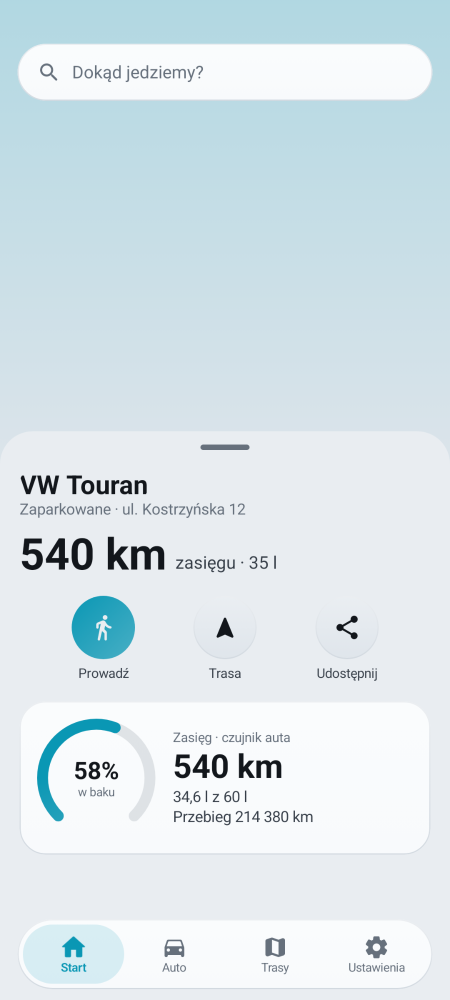 Dokąd jedziemy?
VW Touran
Zaparkowane · ul. Kostrzyńska 12
540 km zasięgu · 35 l
Prowadź Trasa Udostępnij
58%
w baku
Zasięg · czujnik auta
540 km
34,6 l z 60 l
Przebieg 214 380 km
Start Auto Trasy Ustawienia